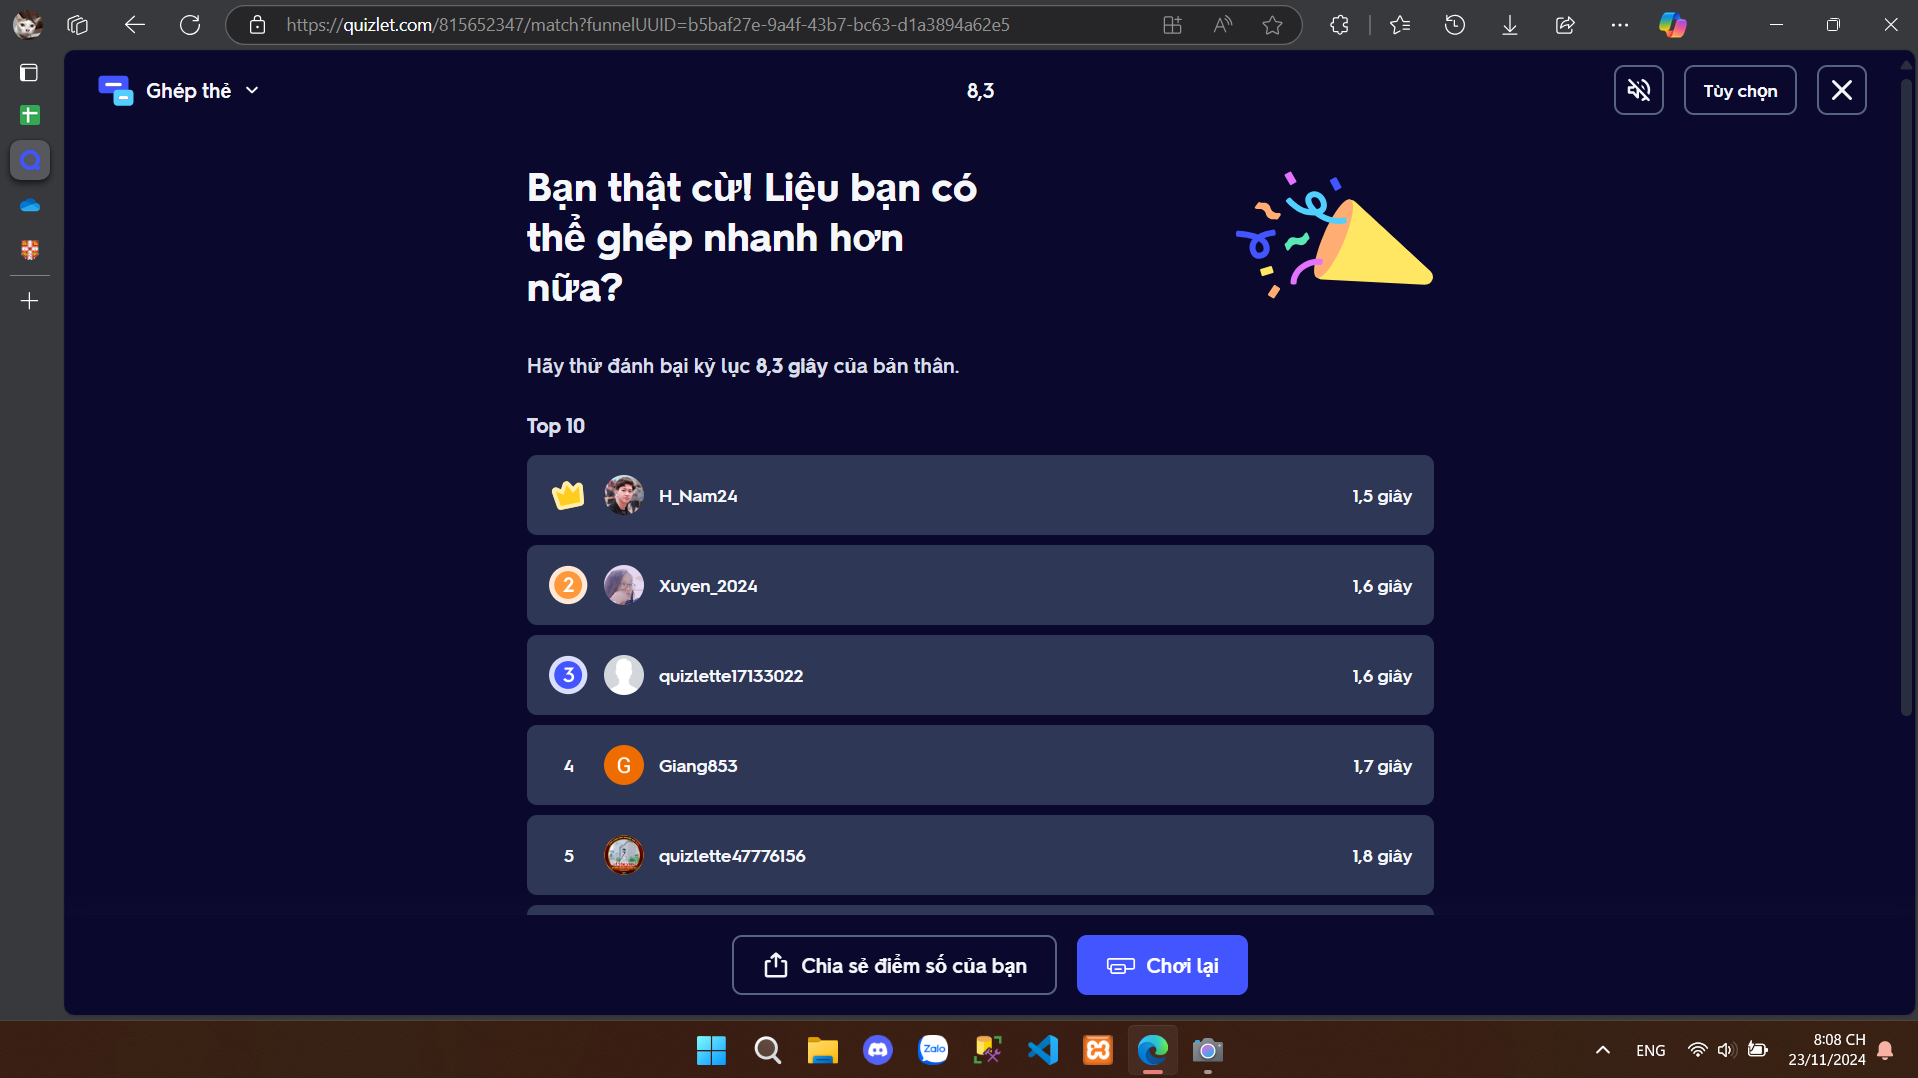 https://quizlet.com/815652347/match?funnelUUID=b5baf27e-9a4f-43b7-bc63-d1a3894a62e5
Ghép thẻ
8,3
Tùy chọn
Bạn thật cừ! Liệu bạn có
thể ghép nhanh hơn
nữa?
Hãy thử đánh bại kỷ lục 8,3 giây của bản thân.
Top 10
H_Nam24
1,5 giây
2
Xuyen_2024
1,6 giây
3
quizlette17133022
1,6 giây
4
G
Giang853
1,7 giây
5
quizlette47776156
1,8 giây
Chia sẻ điểm số của bạn
Chơi lại
Zalo
ENG
8:08 CH
23/11/2024